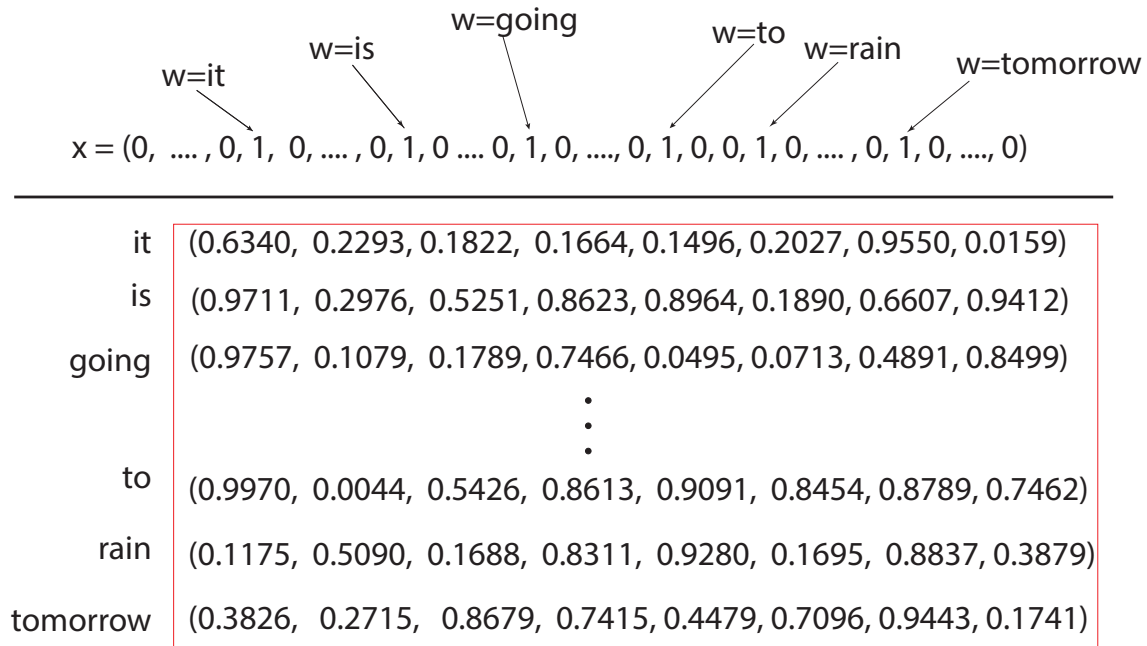 w=it w=is w=going w=to w=rain w=tomorrow
x = (0, .... , 0, 1, 0, .... , 0, 1, 0 .... 0, 1, 0, ...., 0, 1, 0, 0, 1, 0, .... , 0, 1, 0, ...., 0)
it (0.6340, 0.2293, 0.1822, 0.1664, 0.1496, 0.2027, 0.9550, 0.0159)
is (0.9711, 0.2976, 0.5251, 0.8623, 0.8964, 0.1890, 0.6607, 0.9412)
going (0.9757, 0.1079, 0.1789, 0.7466, 0.0495, 0.0713, 0.4891, 0.8499)
to (0.9970, 0.0044, 0.5426, 0.8613, 0.9091, 0.8454, 0.8789, 0.7462)
rain (0.1175, 0.5090, 0.1688, 0.8311, 0.9280, 0.1695, 0.8837, 0.3879)
tomorrow (0.3826, 0.2715, 0.8679, 0.7415, 0.4479, 0.7096, 0.9443, 0.1741)